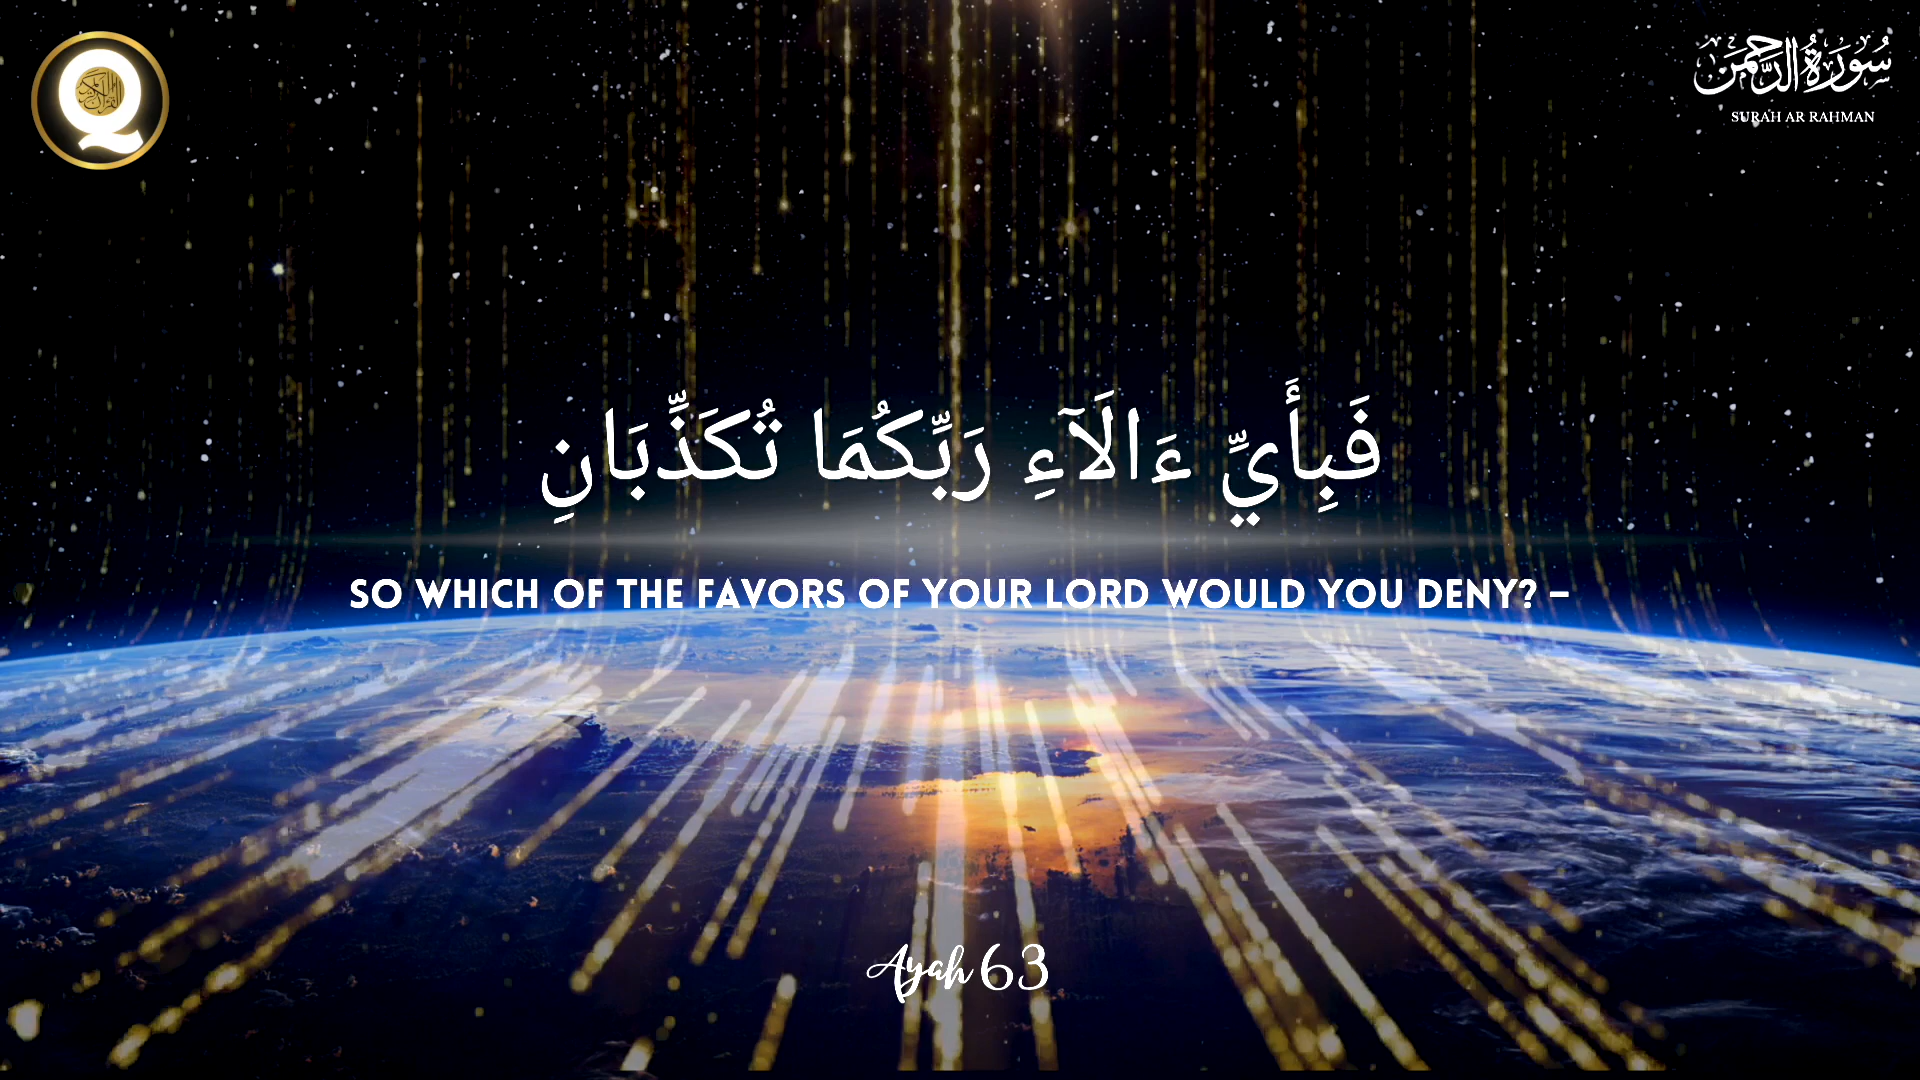 سُورَةُ الرَّحْمَن
SURAH AR RAHMAN
Q
فَبِأَيِّ ءَالَآءِ رَبِّكُمَا تُكَذِّبَانِ
SO WHICH OF THE FAVORS OF YOUR LORD WOULD YOU DENY? –
Ayah 63